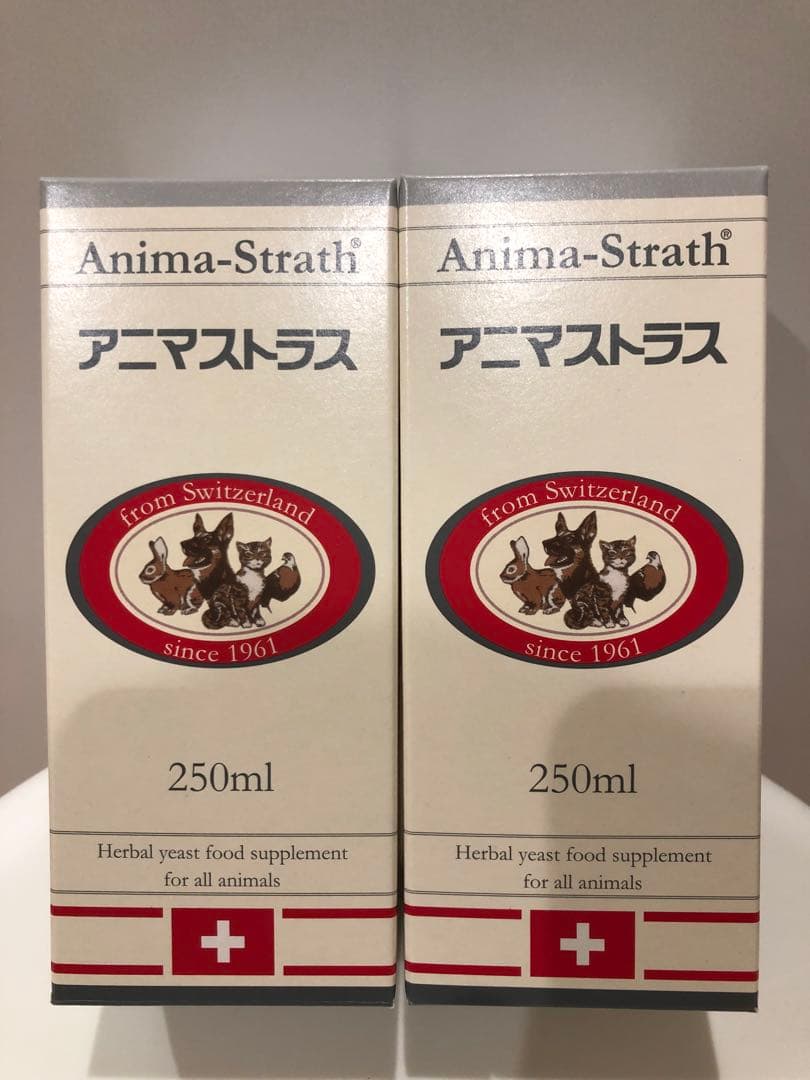 Anima-Strath®
アニマストラス
from Switzerland
since 1961
250ml
Herbal yeast food supplement
for all animals
Anima-Strath®
アニマストラス
from Switzerland
since 1961
250ml
Herbal yeast food supplement
for all animals